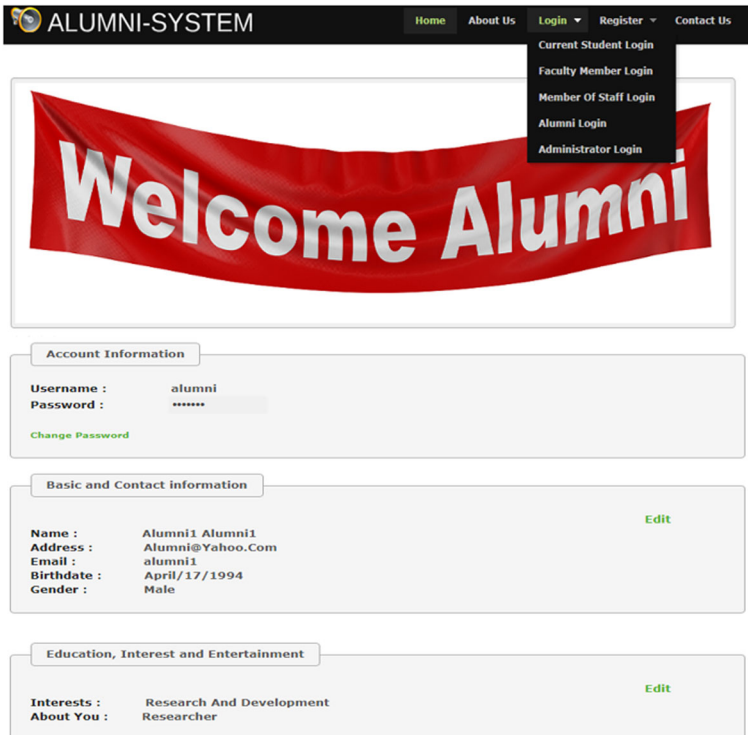 ALUMNI-SYSTEM
Home About Us Login Register Contact Us
Current Student Login
Faculty Member Login
Member Of Staff Login
Alumni Login
Administrator Login
Welcome Alumni
Account Information
Username : alumni
Password : •••••••
Change Password
Basic and Contact information
Edit
Name : Alumni1 Alumni1
Address : Alumni@Yahoo.Com
Email : alumni1
Birthdate : April/17/1994
Gender : Male
Education, Interest and Entertainment
Edit
Interests : Research And Development
About You : Researcher